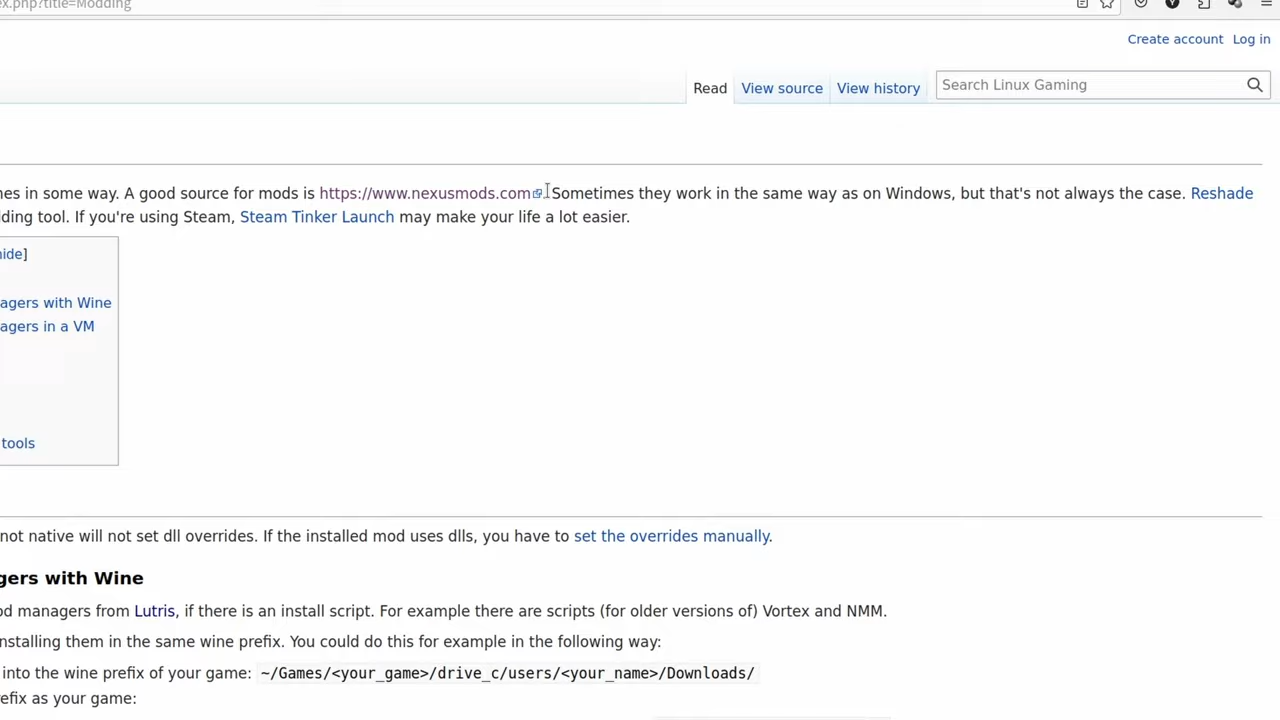 ex.php?title=Modding
Create account Log in
Read View source View history Search Linux Gaming
nes in some way. A good source for mods is https://www.nexusmods.com Sometimes they work in the same way as on Windows, but that's not always the case. Reshade
dding tool. If you're using Steam, Steam Tinker Launch may make your life a lot easier.
hide]
agers with Wine
agers in a VM
tools
not native will not set dll overrides. If the installed mod uses dlls, you have to set the overrides manually.
gers with Wine
od managers from Lutris, if there is an install script. For example there are scripts (for older versions of) Vortex and NMM.
nstalling them in the same wine prefix. You could do this for example in the following way:
into the wine prefix of your game: ~/Games/<your_game>/drive_c/users/<your_name>/Downloads/
efix as your game: